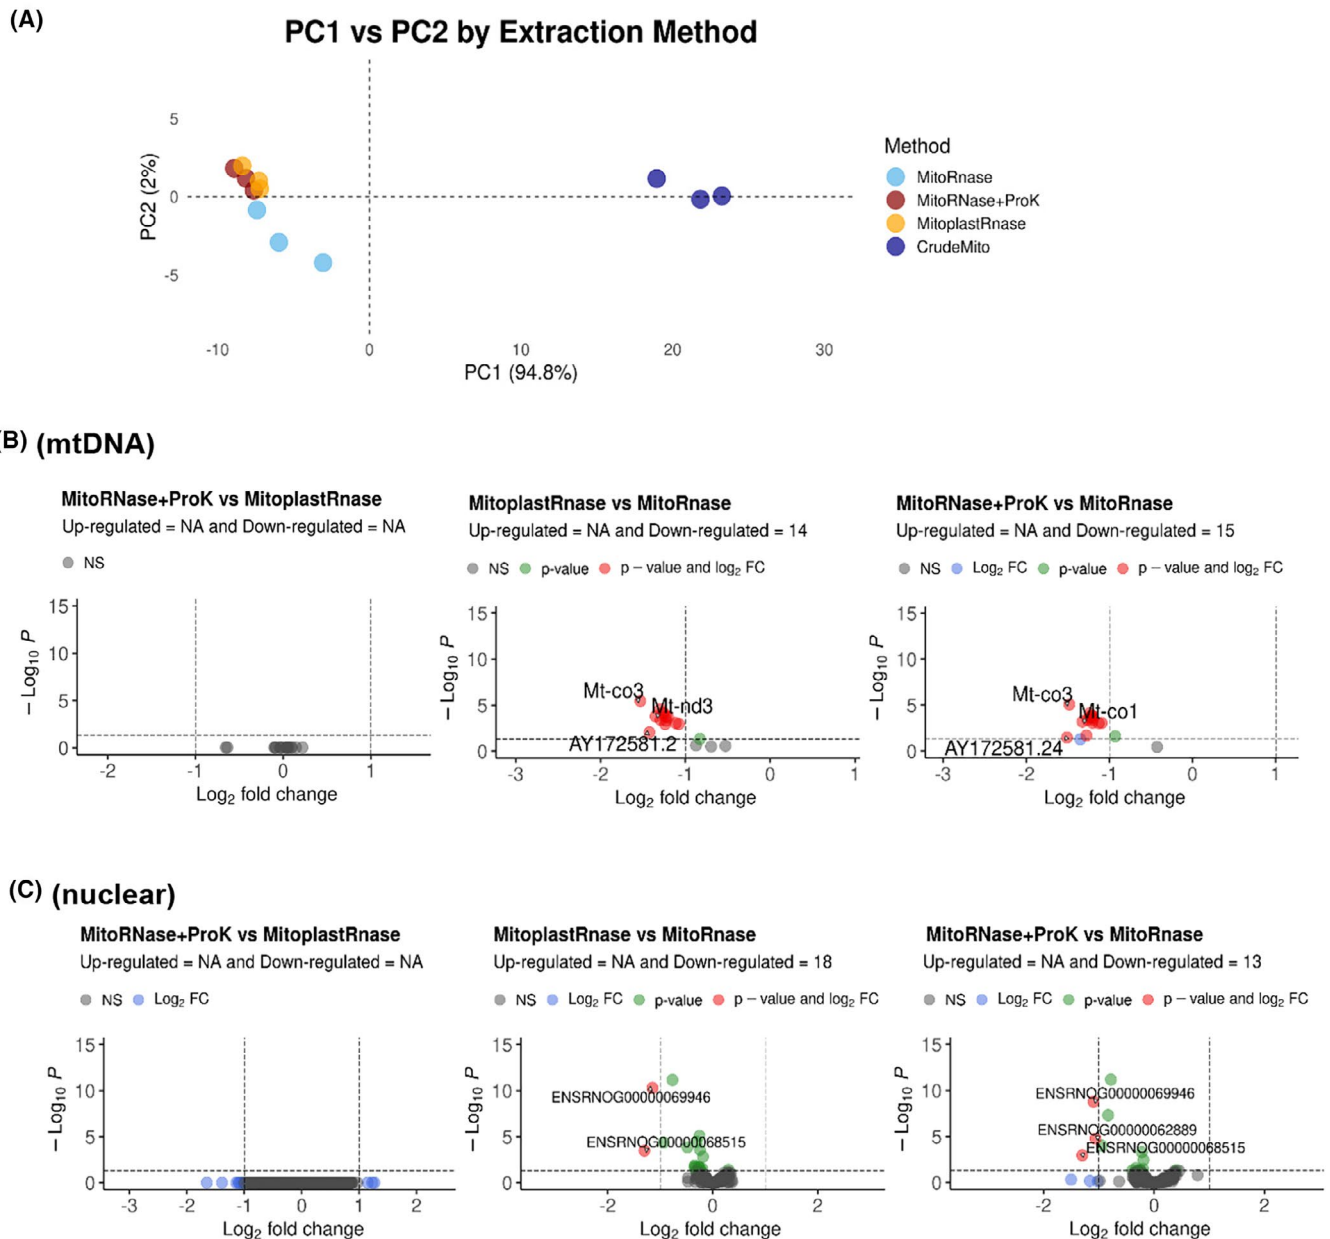 (A)
PC1 vs PC2 by Extraction Method
PC2 (2%)
5
0
-5
-10 0 10 20 30
PC1 (94.8%)
Method
MitoRnase
MitoRNase+ProK
MitoplastRnase
CrudeMito
(B) (mtDNA)
MitoRNase+ProK vs MitoplastRnase
Up-regulated = NA and Down-regulated = NA
NS
– Log10 P
15
10
5
0
-2 -1 0 1
Log2 fold change
MitoplastRnase vs MitoRnase
Up-regulated = NA and Down-regulated = 14
NS p-value p – value and log2 FC
– Log10 P
15
10
5
0
Mt-co3
Mt-nd3
AY172581.2
-3 -2 -1 0 1
Log2 fold change
MitoRNase+ProK vs MitoRnase
Up-regulated = NA and Down-regulated = 15
NS Log2 FC p-value p – value and log2 FC
– Log10 P
15
10
5
0
Mt-co3
Mt-co1
AY172581.24
-3 -2 -1 0 1
Log2 fold change
(C) (nuclear)
MitoRNase+ProK vs MitoplastRnase
Up-regulated = NA and Down-regulated = NA
NS Log2 FC
– Log10 P
15
10
5
0
-3 -2 -1 0 1 2
Log2 fold change
MitoplastRnase vs MitoRnase
Up-regulated = NA and Down-regulated = 18
NS Log2 FC p-value p – value and log2 FC
– Log10 P
15
10
5
0
ENSRNOG00000069946
ENSRNOG00000068515
-2 0 2
Log2 fold change
MitoRNase+ProK vs MitoRnase
Up-regulated = NA and Down-regulated = 13
NS Log2 FC p-value p – value and log2 FC
– Log10 P
15
10
5
0
ENSRNOG00000069946
ENSRNOG00000062889
ENSRNOG00000068515
-2 0 2
Log2 fold change